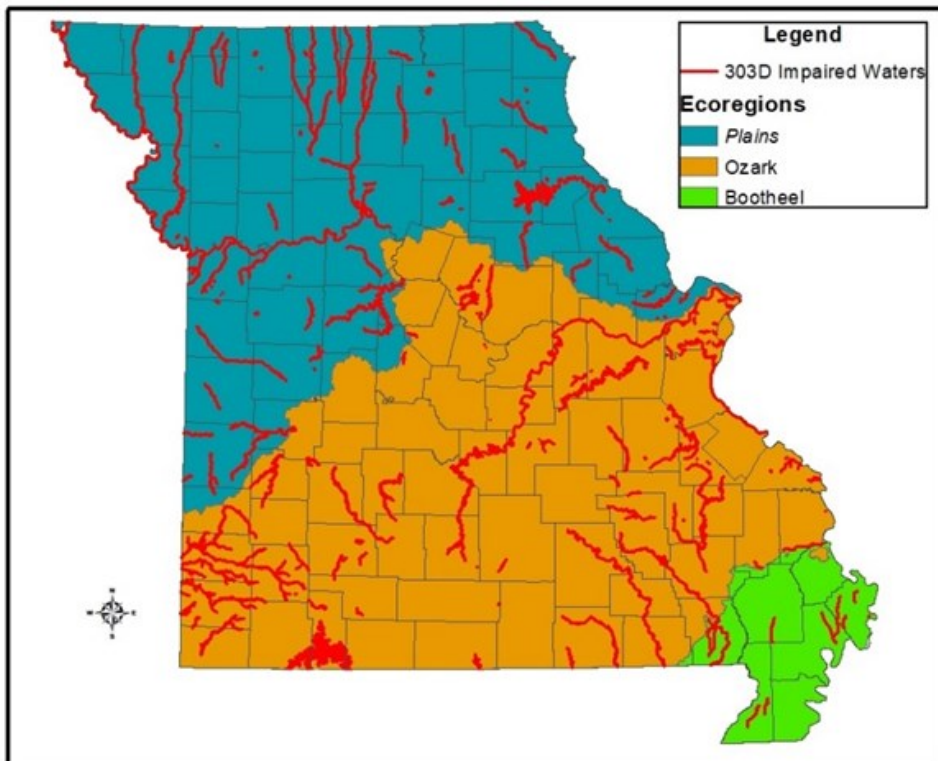 Legend
303D Impaired Waters
Ecoregions
Plains
Ozark
Bootheel
N
W E
S